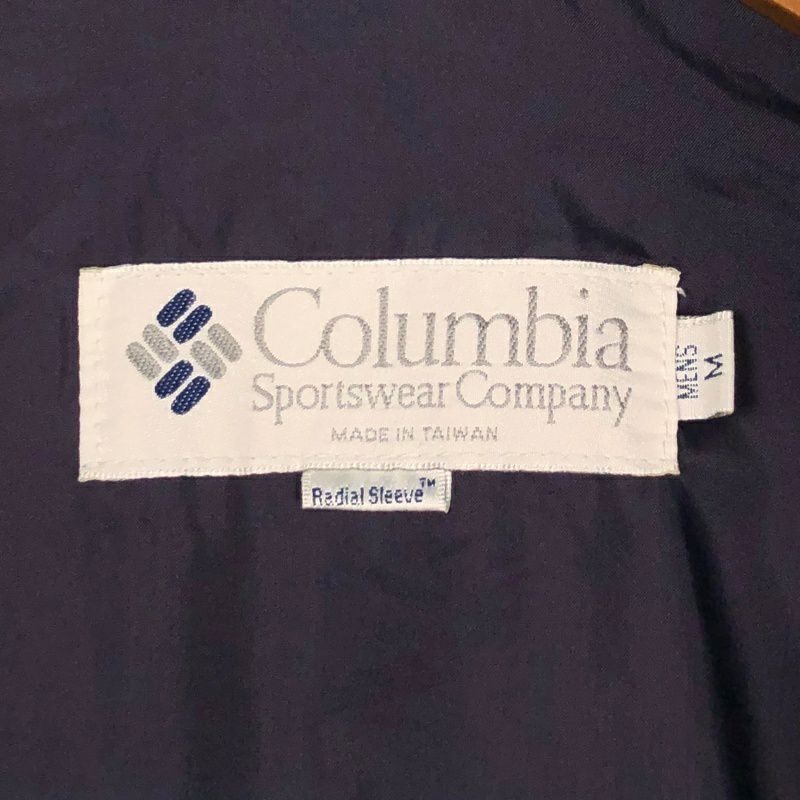 Columbia
Sportswear Company
MADE IN TAIWAN
MENS
M
Radial Sleeve™